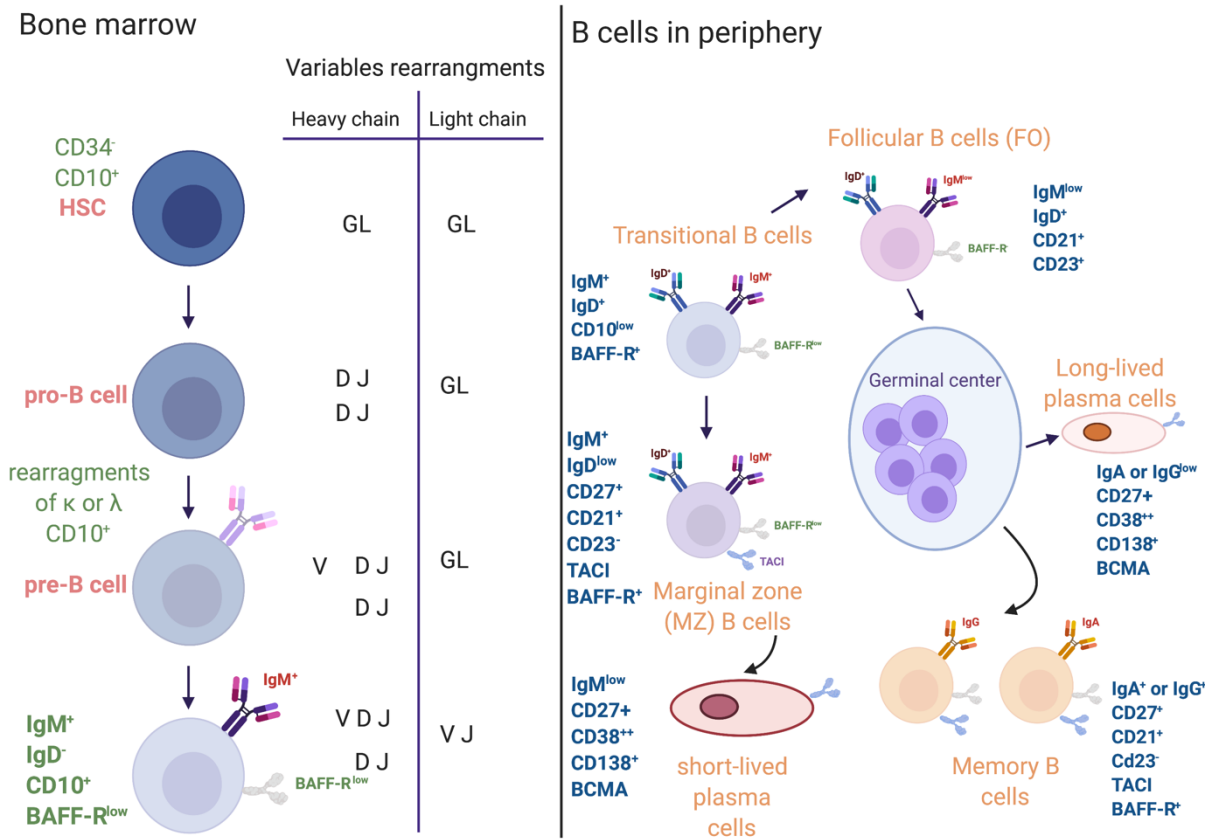 Bone marrow
Variables rearrangments
Heavy chain
Light chain
CD34⁻
CD10⁺
HSC
GL
GL
pro-B cell
D J
D J
GL
rearragments
of κ or λ
CD10⁺
pre-B cell
V D J
D J
GL
IgM⁺
IgM⁺
IgD⁻
CD10⁺
BAFF-Rˡᵒʷ
BAFF-Rˡᵒʷ
V D J
D J
V J
B cells in periphery
Follicular B cells (FO)
IgD⁺
IgMˡᵒʷ
BAFF-R
IgMˡᵒʷ
IgD⁺
CD21⁺
CD23⁺
Transitional B cells
IgM⁺
IgD⁺
CD10ˡᵒʷ
BAFF-R⁺
IgD⁺
IgM⁺
BAFF-Rˡᵒʷ
Germinal center
Long-lived
plasma cells
IgA or IgGˡᵒʷ
CD27+
CD38⁺⁺
CD138⁺
BCMA
IgM⁺
IgDˡᵒʷ
CD27⁺
CD21⁺
CD23⁻
TACI
BAFF-R⁺
IgD⁺
IgM⁺
BAFF-Rˡᵒʷ
TACI
Marginal zone
(MZ) B cells
IgMˡᵒʷ
CD27+
CD38⁺⁺
CD138⁺
BCMA
short-lived
plasma
cells
IgG
IgA
Memory B
cells
IgA⁺ or IgG⁺
CD27⁺
CD21⁺
Cd23⁻
TACI
BAFF-R⁺